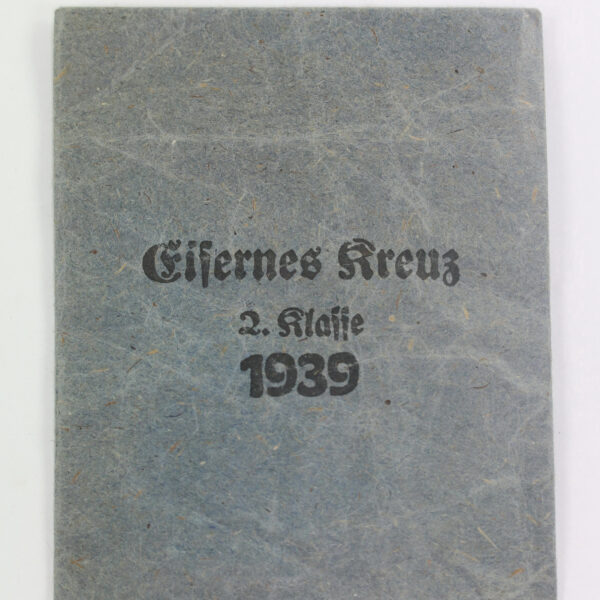 Eisernes Kreuz
2. Klasse
1939